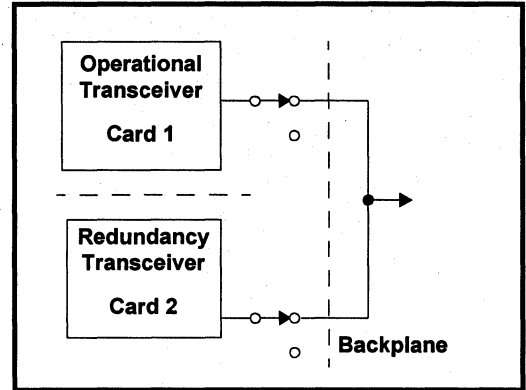 Operational
Transceiver
Card 1
Redundancy
Transceiver
Card 2
Backplane